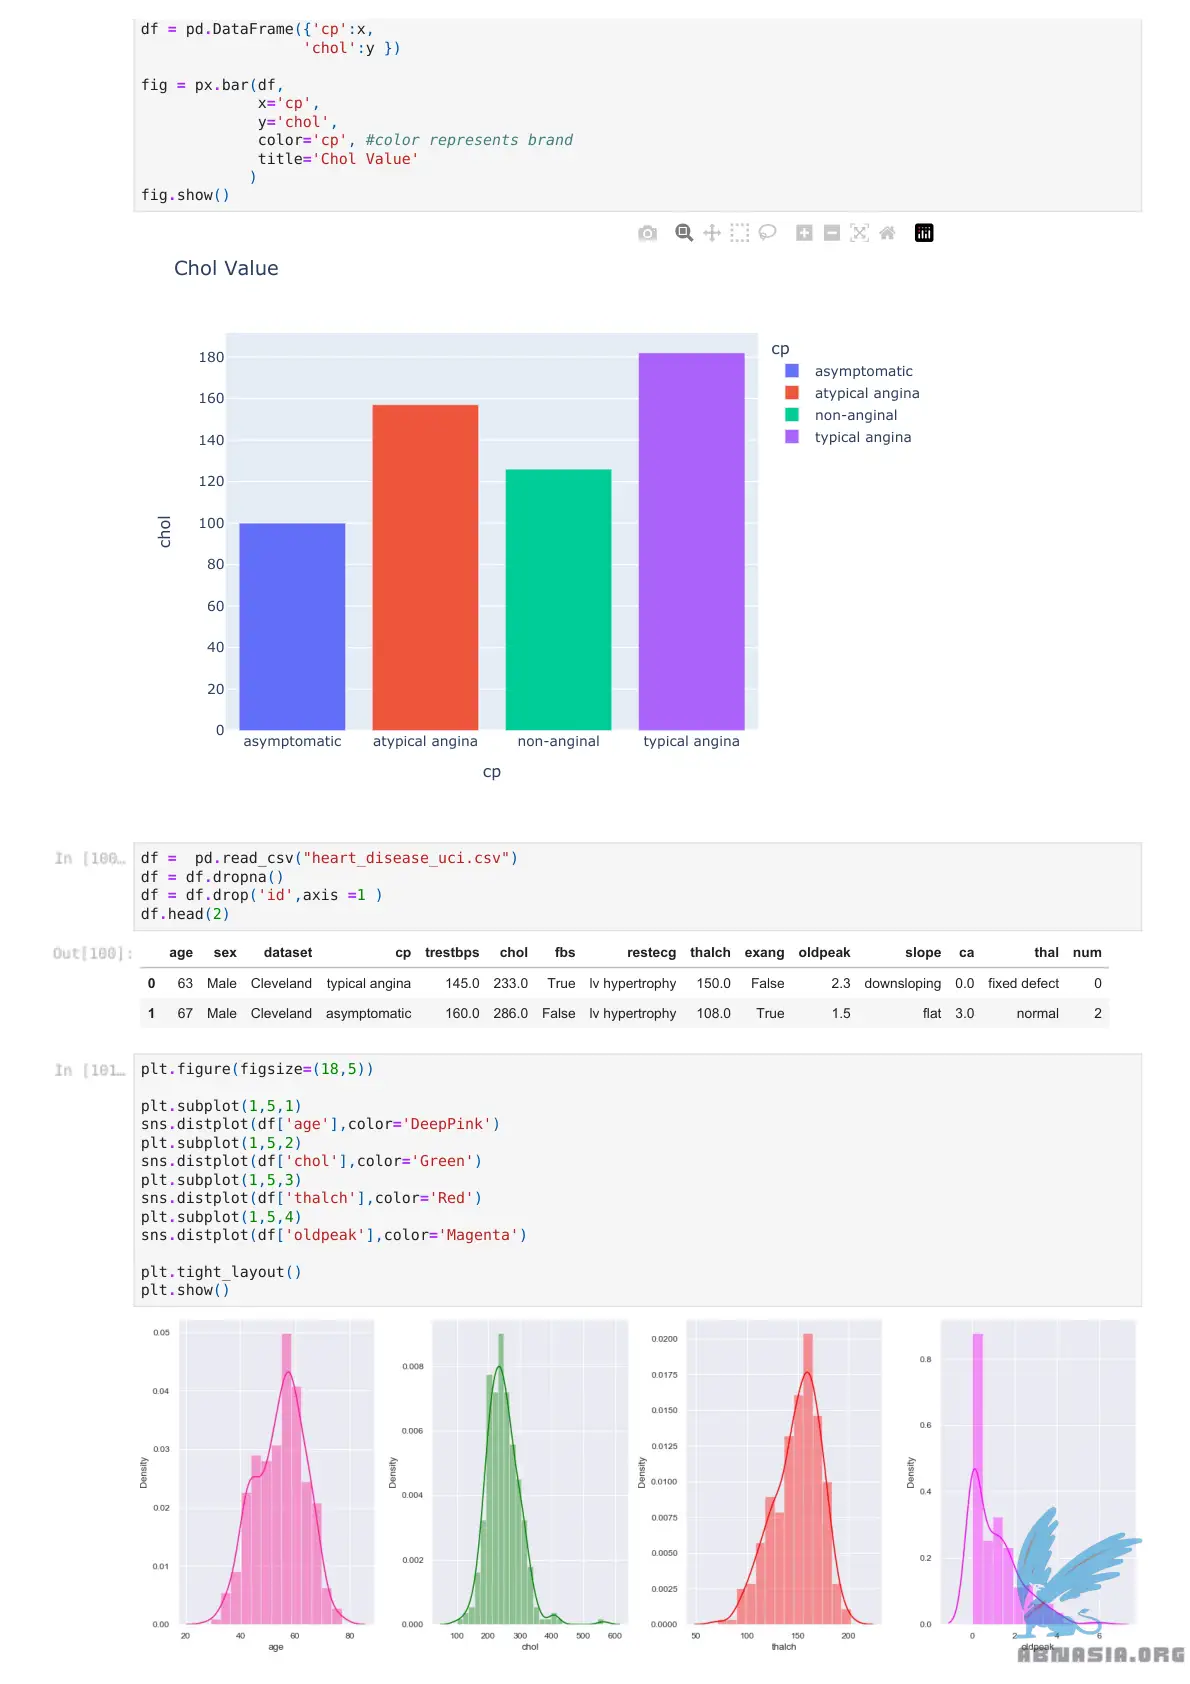 df = pd.DataFrame({'cp':x,
'chol':y })
fig = px.bar(df,
x='cp',
y='chol',
color='cp', #color represents brand
title='Chol Value'
)
fig.show()
Chol Value
cp
asymptomatic
atypical angina
non-anginal
typical angina
180
160
140
120
100
80
60
40
20
0
chol
asymptomatic atypical angina non-anginal typical angina
cp
In [100…
df =  pd.read_csv("heart_disease_uci.csv")
df = df.dropna()
df = df.drop('id',axis =1 )
df.head(2)
Out[100]:
age sex dataset cp trestbps chol fbs restecg thalch exang oldpeak slope ca thal num
0 63 Male Cleveland typical angina 145.0 233.0 True lv hypertrophy 150.0 False 2.3 downsloping 0.0 fixed defect 0
1 67 Male Cleveland asymptomatic 160.0 286.0 False lv hypertrophy 108.0 True 1.5 flat 3.0 normal 2
In [101…
plt.figure(figsize=(18,5))
plt.subplot(1,5,1)
sns.distplot(df['age'],color='DeepPink')
plt.subplot(1,5,2)
sns.distplot(df['chol'],color='Green')
plt.subplot(1,5,3)
sns.distplot(df['thalch'],color='Red')
plt.subplot(1,5,4)
sns.distplot(df['oldpeak'],color='Magenta')
plt.tight_layout()
plt.show()
0.05
0.04
0.03
0.02
0.01
0.00
Density
20 40 60 80
age
0.008
0.006
0.004
0.002
0.000
Density
100 200 300 400 500 600
chol
0.0200
0.0175
0.0150
0.0125
0.0100
0.0075
0.0050
0.0025
0.0000
Density
50 100 150 200
thalch
0.8
0.6
0.4
0.2
0.0
Density
0 2 4 6
oldpeak
ABNASIA.ORG